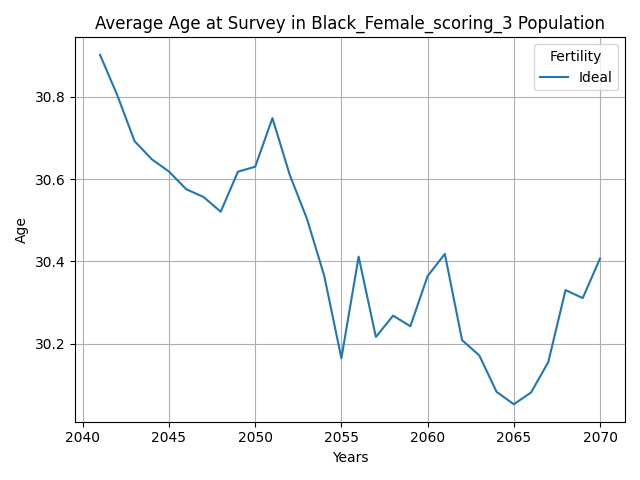 Average Age at Survey in Black_Female_scoring_3 Population
Fertility
Ideal
Age
30.8
30.6
30.4
30.2
2040 2045 2050 2055 2060 2065 2070
Years